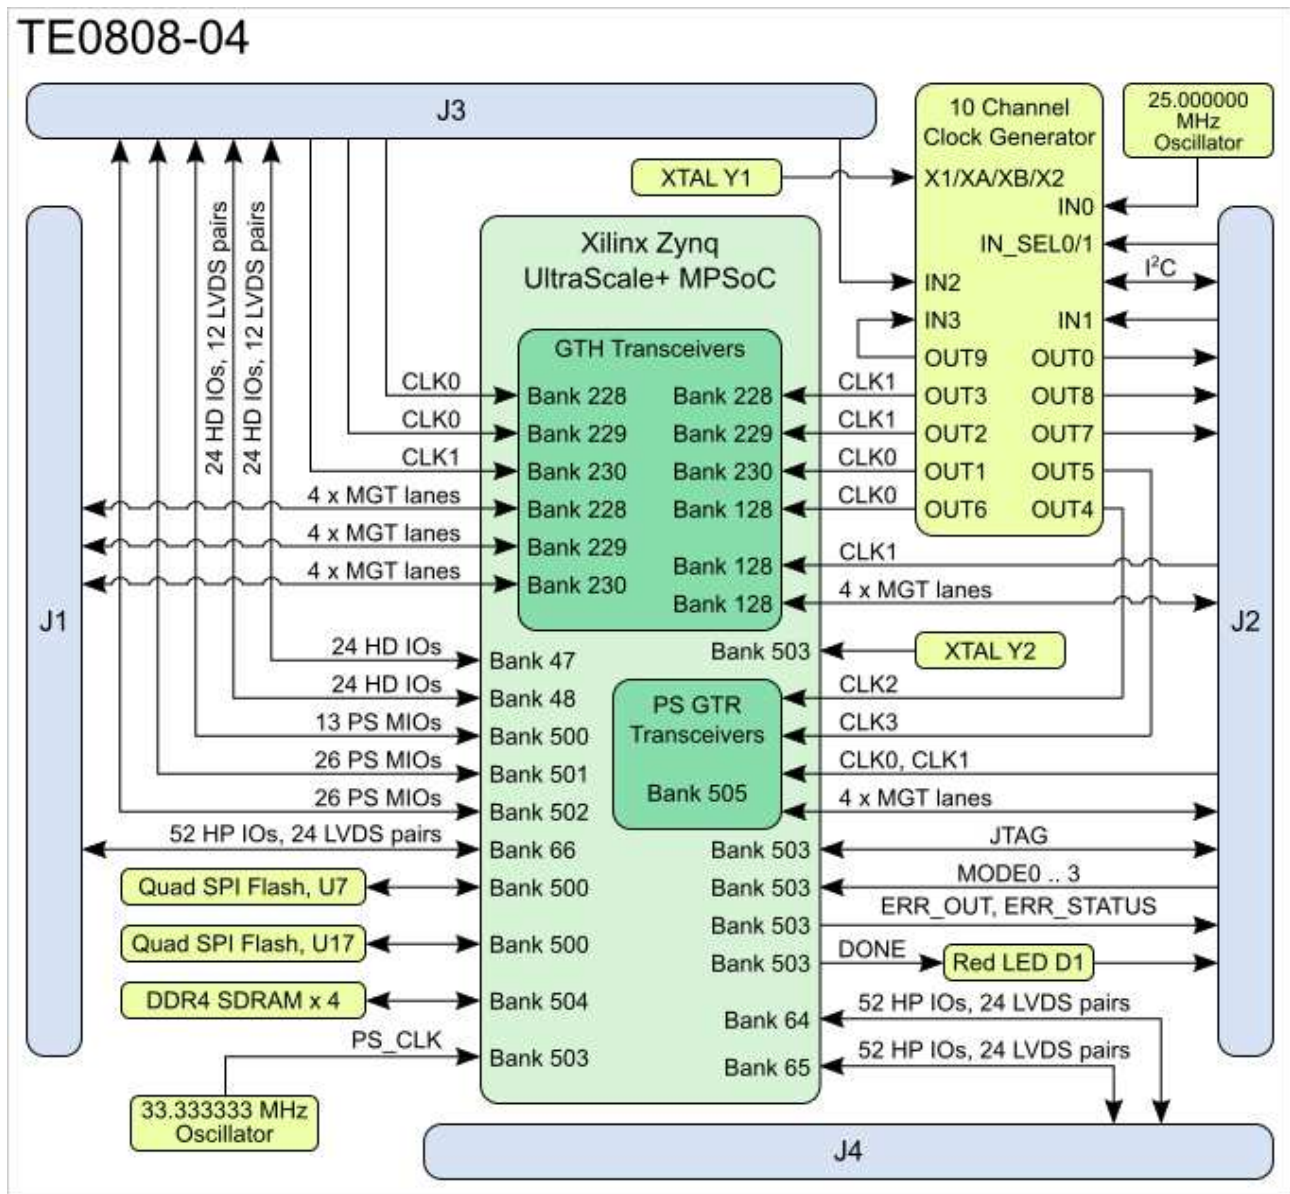 TE0808-04
J3
10 Channel
Clock Generator
25.000000
MHz
Oscillator
XTAL Y1
X1/XA/XB/X2
IN0
IN_SEL0/1
I²C
IN2
IN3
IN1
OUT9
OUT0
OUT3
OUT8
OUT2
OUT7
OUT1
OUT5
OUT6
OUT4
24 HD IOs, 12 LVDS pairs
24 HD IOs, 12 LVDS pairs
Xilinx Zynq
UltraScale+ MPSoC
GTH Transceivers
CLK0
Bank 228
Bank 228
CLK1
CLK0
Bank 229
Bank 229
CLK1
CLK1
Bank 230
Bank 230
CLK0
4 x MGT lanes
Bank 228
Bank 128
CLK0
4 x MGT lanes
Bank 229
Bank 128
CLK1
4 x MGT lanes
Bank 230
Bank 128
4 x MGT lanes
J1
J2
24 HD IOs
Bank 47
Bank 503
XTAL Y2
24 HD IOs
Bank 48
PS GTR
Transceivers
CLK2
13 PS MIOs
Bank 500
CLK3
26 PS MIOs
Bank 501
CLK0, CLK1
26 PS MIOs
Bank 502
Bank 505
4 x MGT lanes
52 HP IOs, 24 LVDS pairs
Bank 66
Bank 503
JTAG
Quad SPI Flash, U7
Bank 500
Bank 503
MODE0 .. 3
Bank 503
ERR_OUT, ERR_STATUS
Quad SPI Flash, U17
Bank 500
Bank 503
DONE
Red LED D1
DDR4 SDRAM x 4
Bank 504
Bank 64
52 HP IOs, 24 LVDS pairs
PS_CLK
Bank 503
Bank 65
52 HP IOs, 24 LVDS pairs
33.333333 MHz
Oscillator
J4